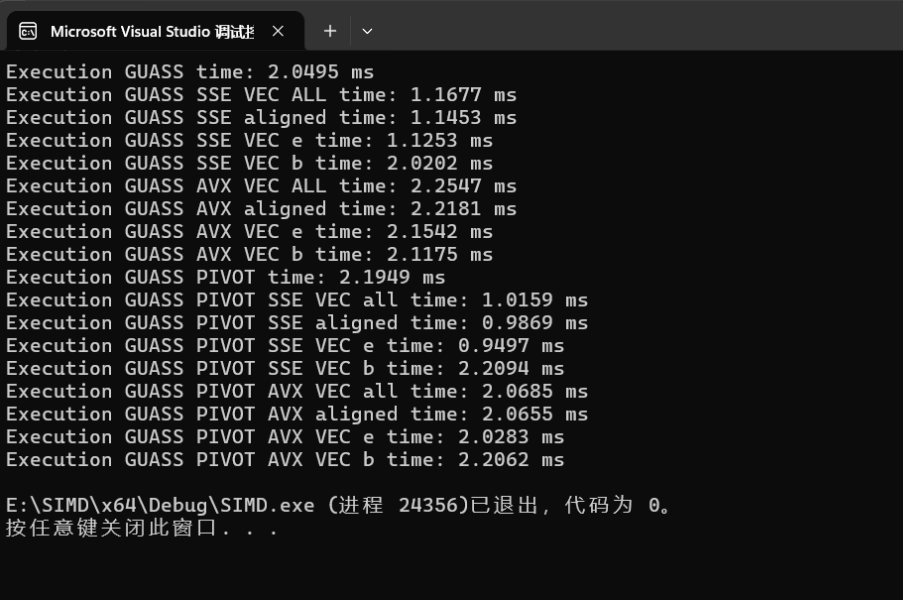 Microsoft Visual Studio 调试
Execution GUASS time: 2.0495 ms
Execution GUASS SSE VEC ALL time: 1.1677 ms
Execution GUASS SSE aligned time: 1.1453 ms
Execution GUASS SSE VEC e time: 1.1253 ms
Execution GUASS SSE VEC b time: 2.0202 ms
Execution GUASS AVX VEC ALL time: 2.2547 ms
Execution GUASS AVX aligned time: 2.2181 ms
Execution GUASS AVX VEC e time: 2.1542 ms
Execution GUASS AVX VEC b time: 2.1175 ms
Execution GUASS PIVOT time: 2.1949 ms
Execution GUASS PIVOT SSE VEC all time: 1.0159 ms
Execution GUASS PIVOT SSE aligned time: 0.9869 ms
Execution GUASS PIVOT SSE VEC e time: 0.9497 ms
Execution GUASS PIVOT SSE VEC b time: 2.2094 ms
Execution GUASS PIVOT AVX VEC all time: 2.0685 ms
Execution GUASS PIVOT AVX aligned time: 2.0655 ms
Execution GUASS PIVOT AVX VEC e time: 2.0283 ms
Execution GUASS PIVOT AVX VEC b time: 2.2062 ms
E:\SIMD\x64\Debug\SIMD.exe (进程 24356)已退出，代码为 0。
按任意键关闭此窗口. . .